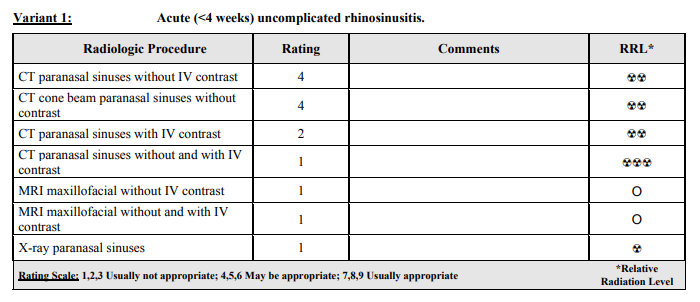 Variant 1: Acute (<4 weeks) uncomplicated rhinosinusitis.
Radiologic Procedure Rating Comments RRL*
CT paranasal sinuses without IV contrast 4 ☢☢
CT cone beam paranasal sinuses without
contrast 4 ☢☢
CT paranasal sinuses with IV contrast 2 ☢☢
CT paranasal sinuses without and with IV
contrast 1 ☢☢☢
MRI maxillofacial without IV contrast 1 O
MRI maxillofacial without and with IV
contrast 1 O
X-ray paranasal sinuses 1 ☢
Rating Scale: 1,2,3 Usually not appropriate; 4,5,6 May be appropriate; 7,8,9 Usually appropriate
*Relative
Radiation Level